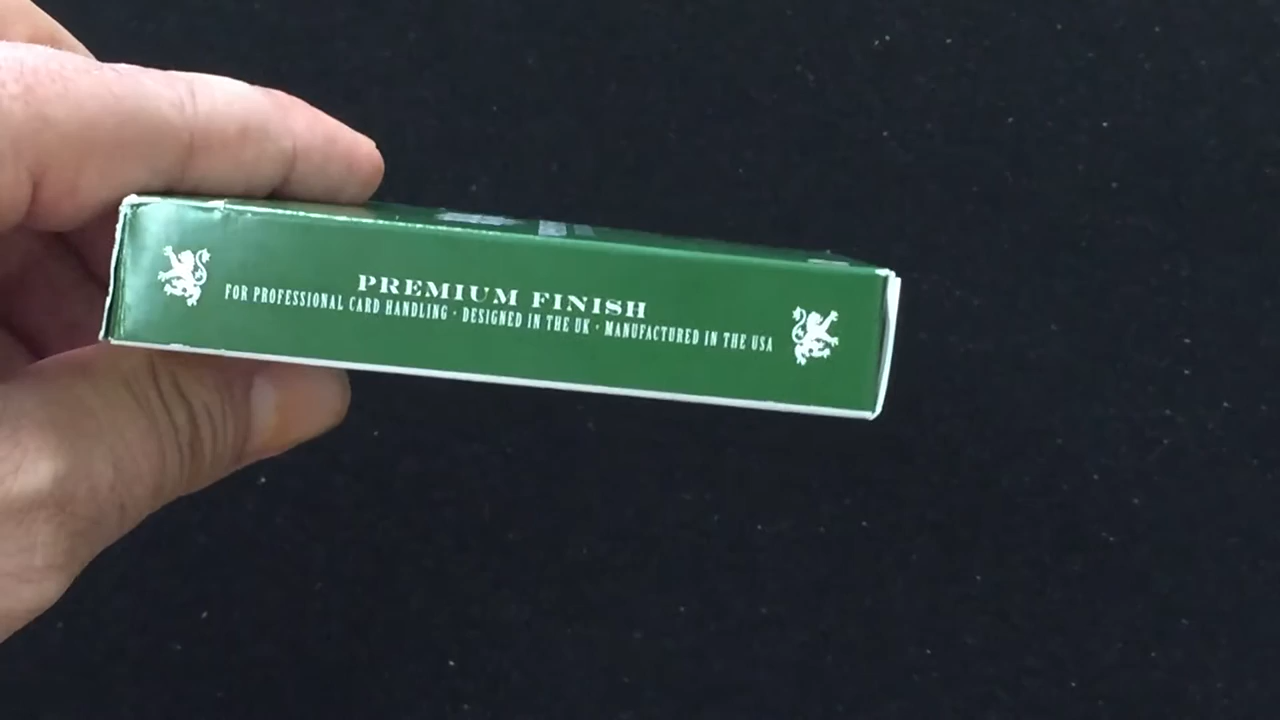 PREMIUM FINISH
FOR PROFESSIONAL CARD HANDLING · DESIGNED IN THE UK · MANUFACTURED IN THE USA